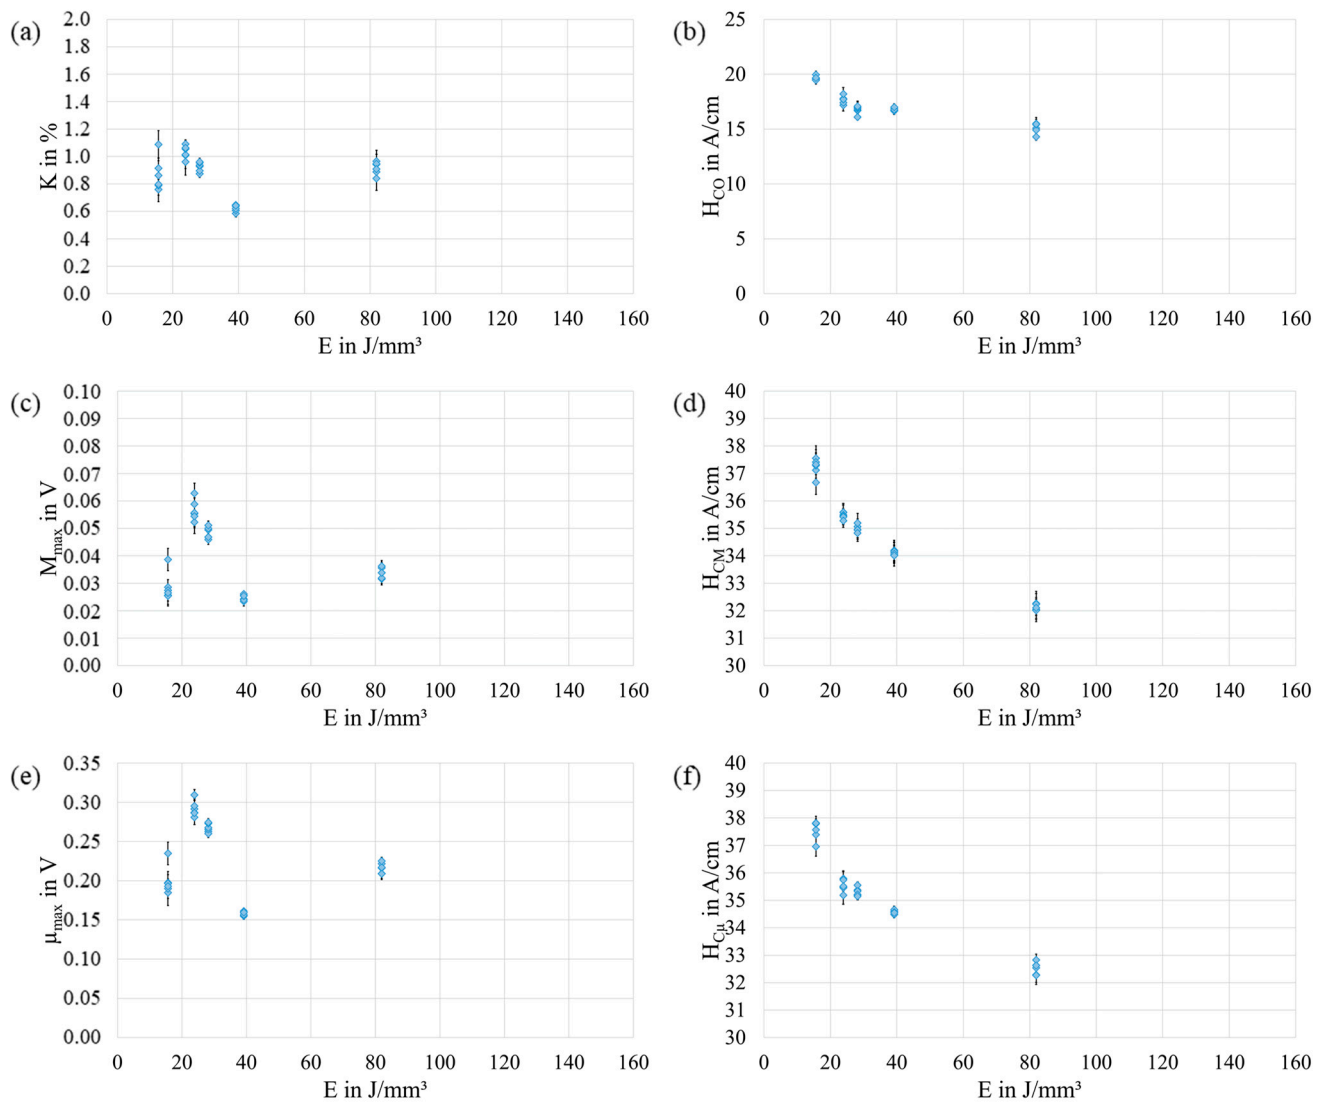 (a)
K in %
2.0
1.8
1.6
1.4
1.2
1.0
0.8
0.6
0.4
0.2
0.0
0 20 40 60 80 100 120 140 160
E in J/mm³
(b)
H_CO in A/cm
25
20
15
10
5
0
0 20 40 60 80 100 120 140 160
E in J/mm³
(c)
M_max in V
0.10
0.09
0.08
0.07
0.06
0.05
0.04
0.03
0.02
0.01
0.00
0 20 40 60 80 100 120 140 160
E in J/mm³
(d)
H_CM in A/cm
40
39
38
37
36
35
34
33
32
31
30
0 20 40 60 80 100 120 140 160
E in J/mm³
(e)
μ_max in V
0.35
0.30
0.25
0.20
0.15
0.10
0.05
0.00
0 20 40 60 80 100 120 140 160
E in J/mm³
(f)
H_Cμ in A/cm
40
39
38
37
36
35
34
33
32
31
30
0 20 40 60 80 100 120 140 160
E in J/mm³